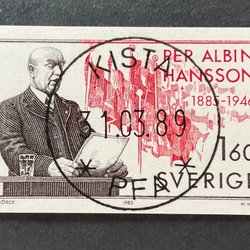 PER ALBIN
HANSSON
1885-1946
KISTA
31.03.89
* PFA *
160
SVERIGE
1985